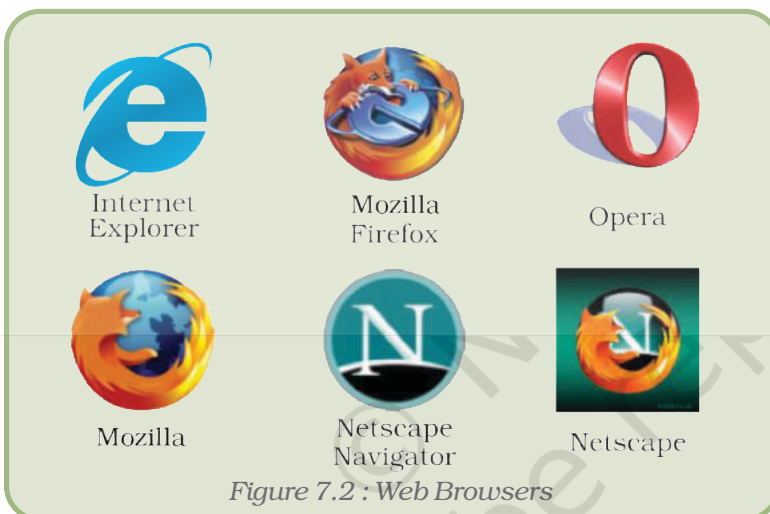 Internet
Explorer
Mozilla
Firefox
Opera
Mozilla
Netscape
Navigator
Netscape
Figure 7.2 : Web Browsers